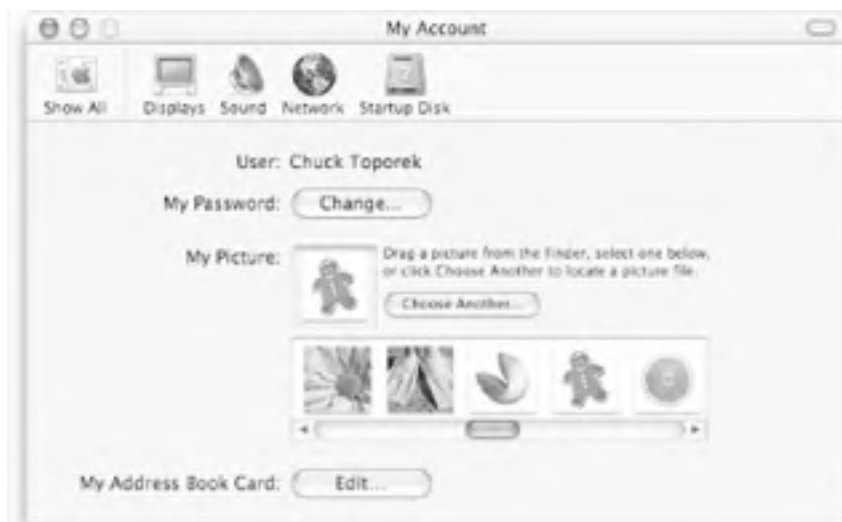 My Account
Show All Displays Sound Network Startup Disk
User: Chuck Toporek
My Password: Change...
My Picture: Drag a picture from the Finder, select one below,
or click Choose Another to locate a picture file.
Choose Another...
My Address Book Card: Edit...